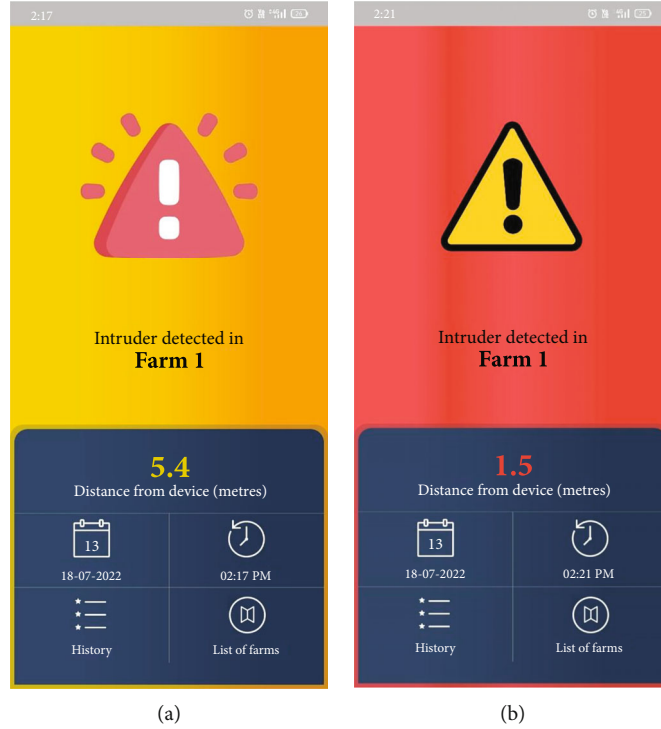 2:17
26
Intruder detected in
Farm 1
5.4
Distance from device (metres)
13
18-07-2022
02:17 PM
History
List of farms
(a)
2:21
25
Intruder detected in
Farm 1
1.5
Distance from device (metres)
13
18-07-2022
02:21 PM
History
List of farms
(b)